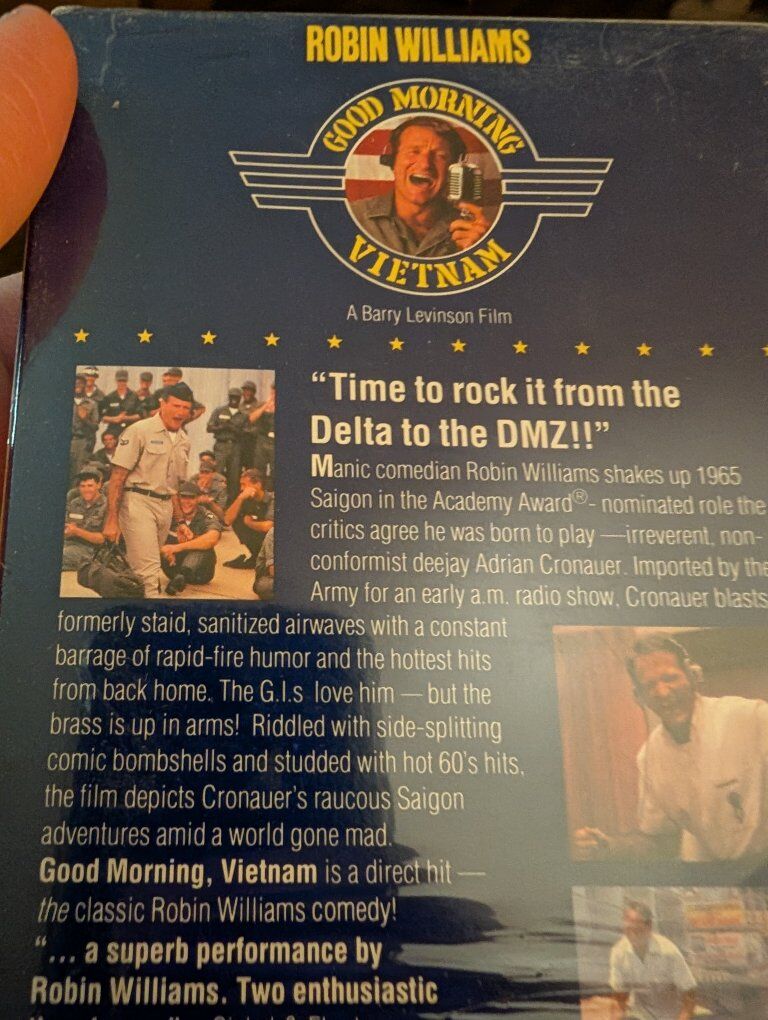 ROBIN WILLIAMS
GOOD MORNING
VIETNAM
A Barry Levinson Film
“Time to rock it from the
Delta to the DMZ!!”
Manic comedian Robin Williams shakes up 1965
Saigon in the Academy Award®- nominated role the
critics agree he was born to play —irreverent, non-
conformist deejay Adrian Cronauer. Imported by the
Army for an early a.m. radio show, Cronauer blasts
formerly staid, sanitized airwaves with a constant
barrage of rapid-fire humor and the hottest hits
from back home. The G.I.s love him — but the
brass is up in arms! Riddled with side-splitting
comic bombshells and studded with hot 60's hits,
the film depicts Cronauer's raucous Saigon
adventures amid a world gone mad.
Good Morning, Vietnam is a direct hit —
the classic Robin Williams comedy!
“... a superb performance by
Robin Williams. Two enthusiastic